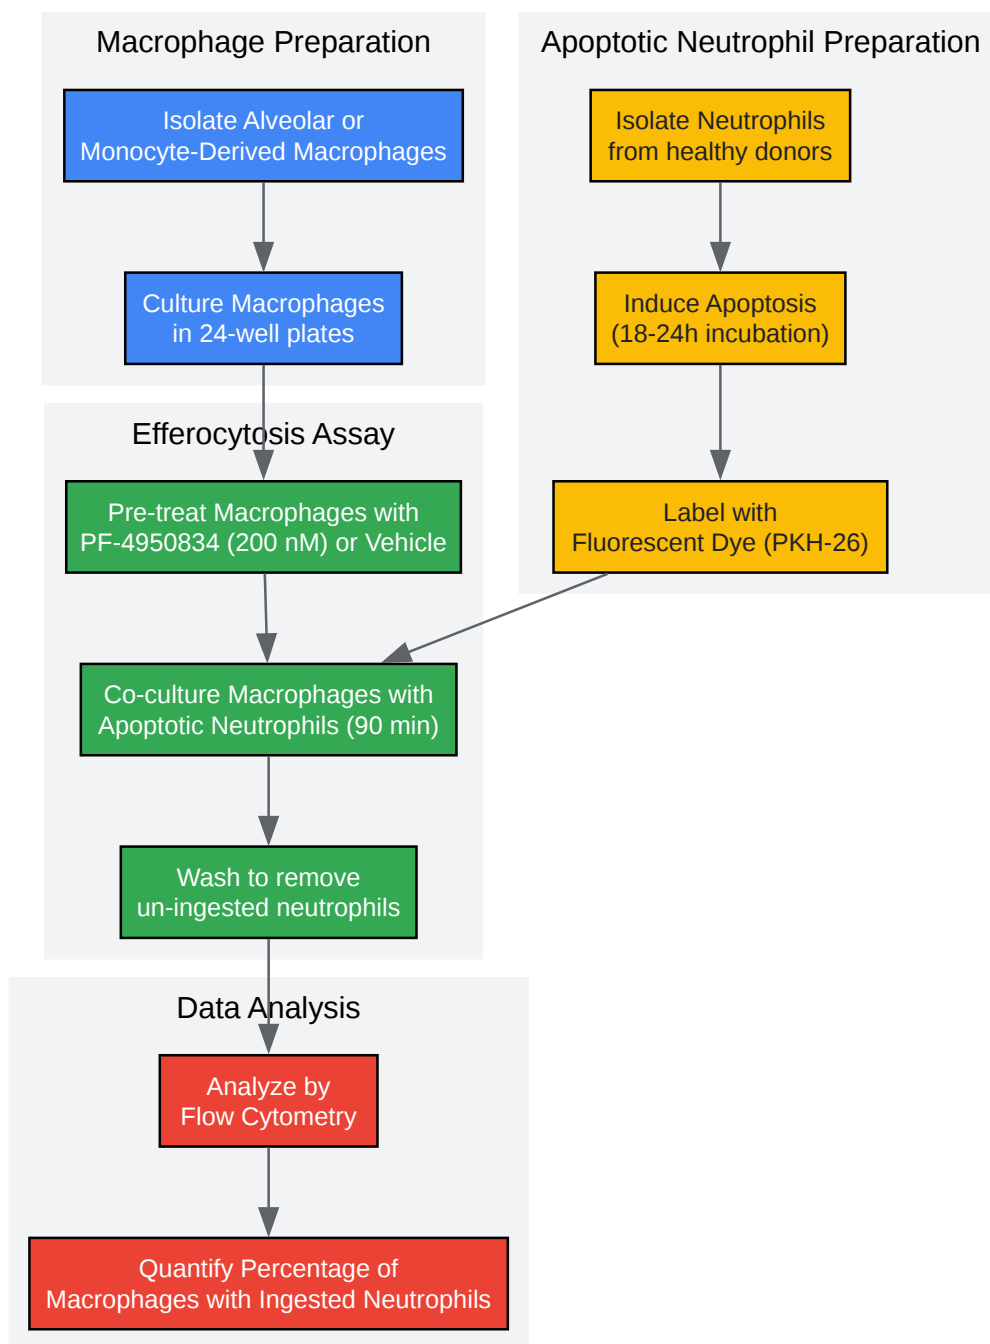 Macrophage Preparation
Isolate Alveolar or
Monocyte-Derived Macrophages
Culture Macrophages
in 24-well plates
Apoptotic Neutrophil Preparation
Isolate Neutrophils
from healthy donors
Induce Apoptosis
(18-24h incubation)
Label with
Fluorescent Dye (PKH-26)
Efferocytosis Assay
Pre-treat Macrophages with
PF-4950834 (200 nM) or Vehicle
Co-culture Macrophages with
Apoptotic Neutrophils (90 min)
Wash to remove
un-ingested neutrophils
Data Analysis
Analyze by
Flow Cytometry
Quantify Percentage of
Macrophages with Ingested Neutrophils